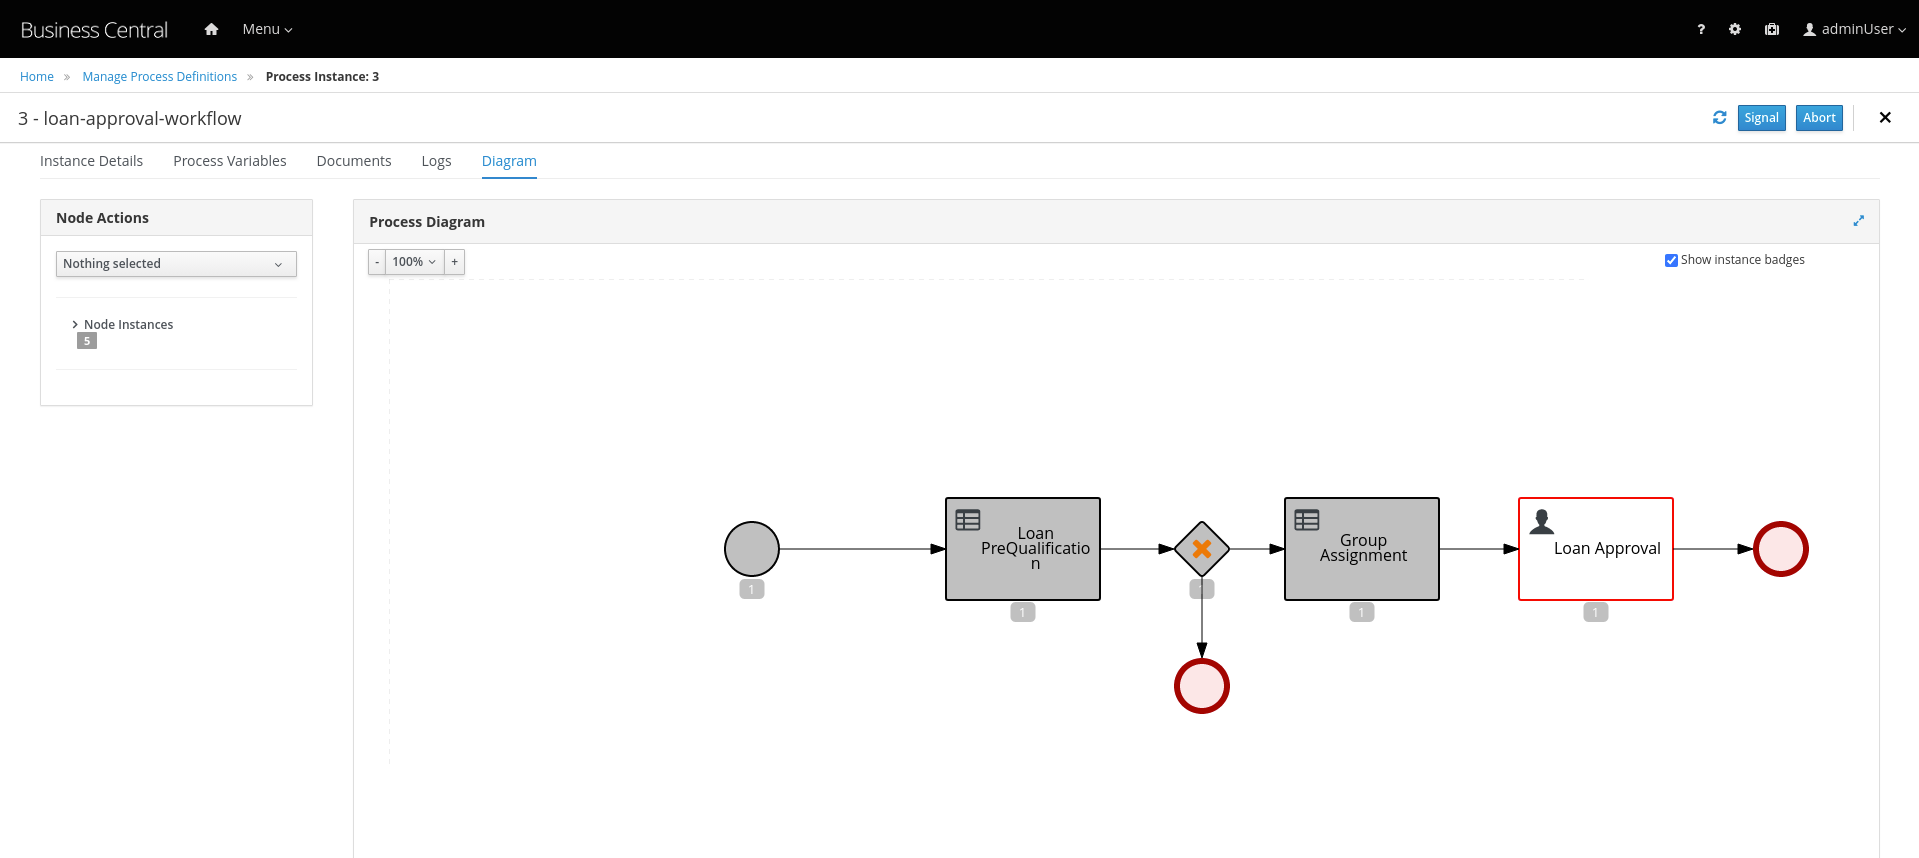 Business Central Menu ? adminUser
Home » Manage Process Definitions » Process Instance: 3
3 - loan-approval-workflow Signal Abort
Instance Details Process Variables Documents Logs Diagram
Node Actions
Nothing selected
Node Instances
5
Process Diagram
- 100% +
Show instance badges
1
Loan
PreQualificatio
n
1
Group
Assignment
1
Loan Approval
1